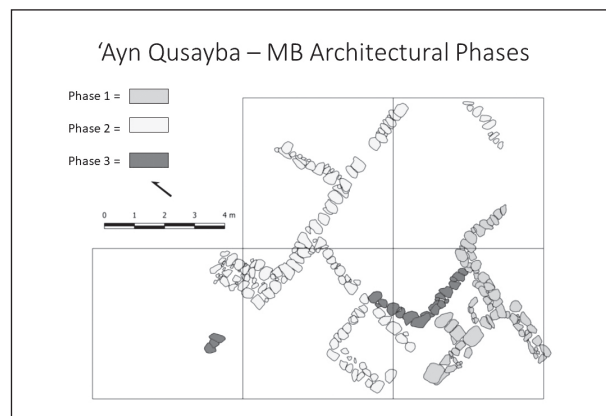 ‘Ayn Qusayba – MB Architectural Phases
Phase 1 =
Phase 2 =
Phase 3 =
0 1 2 3 4 m